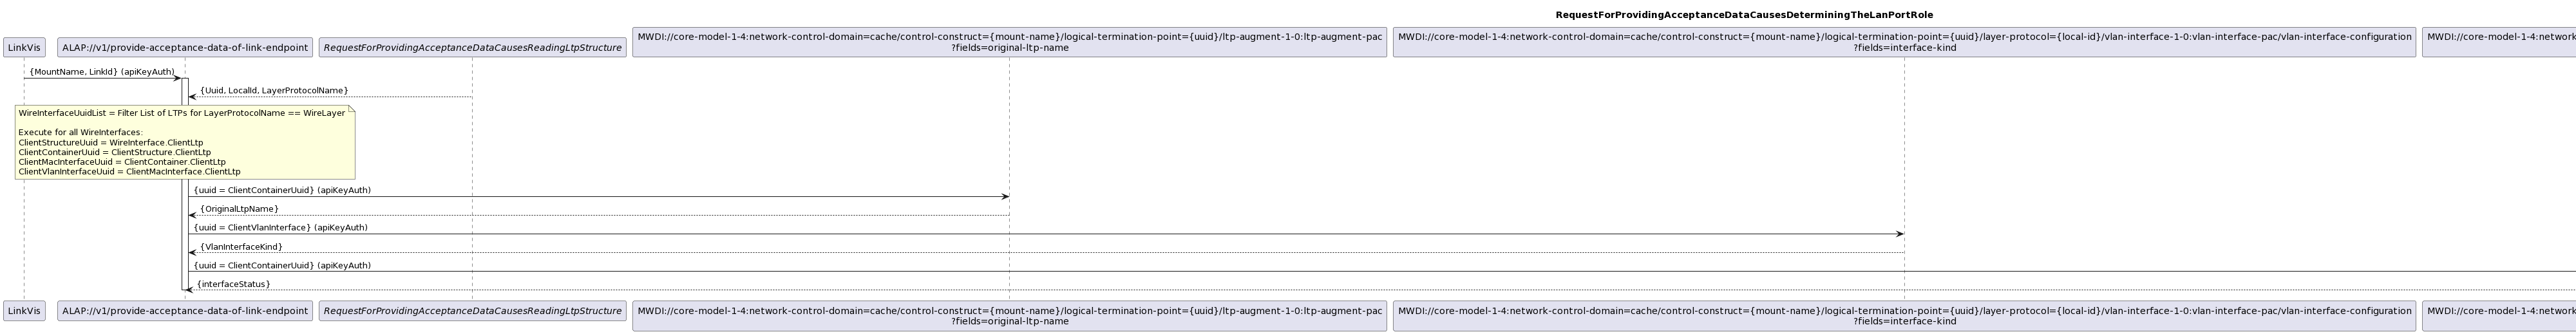 RequestForProvidingAcceptanceDataCausesDeterminingTheLanPortRole
LinkVis
ALAP://v1/provide-acceptance-data-of-link-endpoint
RequestForProvidingAcceptanceDataCausesReadingLtpStructure
MWDI://core-model-1-4:network-control-domain=cache/control-construct={mount-name}/logical-termination-point={uuid}/ltp-augment-1-0:ltp-augment-pac
?fields=original-ltp-name
MWDI://core-model-1-4:network-control-domain=cache/control-construct={mount-name}/logical-termination-point={uuid}/layer-protocol={local-id}/vlan-interface-1-0:vlan-interface-pac/vlan-interface-configuration
?fields=interface-kind
MWDI://core-model-1-4:network
{MountName, LinkId} (apiKeyAuth)
{Uuid, LocalId, LayerProtocolName}
WireInterfaceUuidList = Filter List of LTPs for LayerProtocolName == WireLayer
Execute for all WireInterfaces:
ClientStructureUuid = WireInterface.ClientLtp
ClientContainerUuid = ClientStructure.ClientLtp
ClientMacInterfaceUuid = ClientContainer.ClientLtp
ClientVlanInterfaceUuid = ClientMacInterface.ClientLtp
{uuid = ClientContainerUuid} (apiKeyAuth)
{OriginalLtpName}
{uuid = ClientVlanInterface} (apiKeyAuth)
{VlanInterfaceKind}
{uuid = ClientContainerUuid} (apiKeyAuth)
{interfaceStatus}
LinkVis
ALAP://v1/provide-acceptance-data-of-link-endpoint
RequestForProvidingAcceptanceDataCausesReadingLtpStructure
MWDI://core-model-1-4:network-control-domain=cache/control-construct={mount-name}/logical-termination-point={uuid}/ltp-augment-1-0:ltp-augment-pac
?fields=original-ltp-name
MWDI://core-model-1-4:network-control-domain=cache/control-construct={mount-name}/logical-termination-point={uuid}/layer-protocol={local-id}/vlan-interface-1-0:vlan-interface-pac/vlan-interface-configuration
?fields=interface-kind
MWDI://core-model-1-4:network